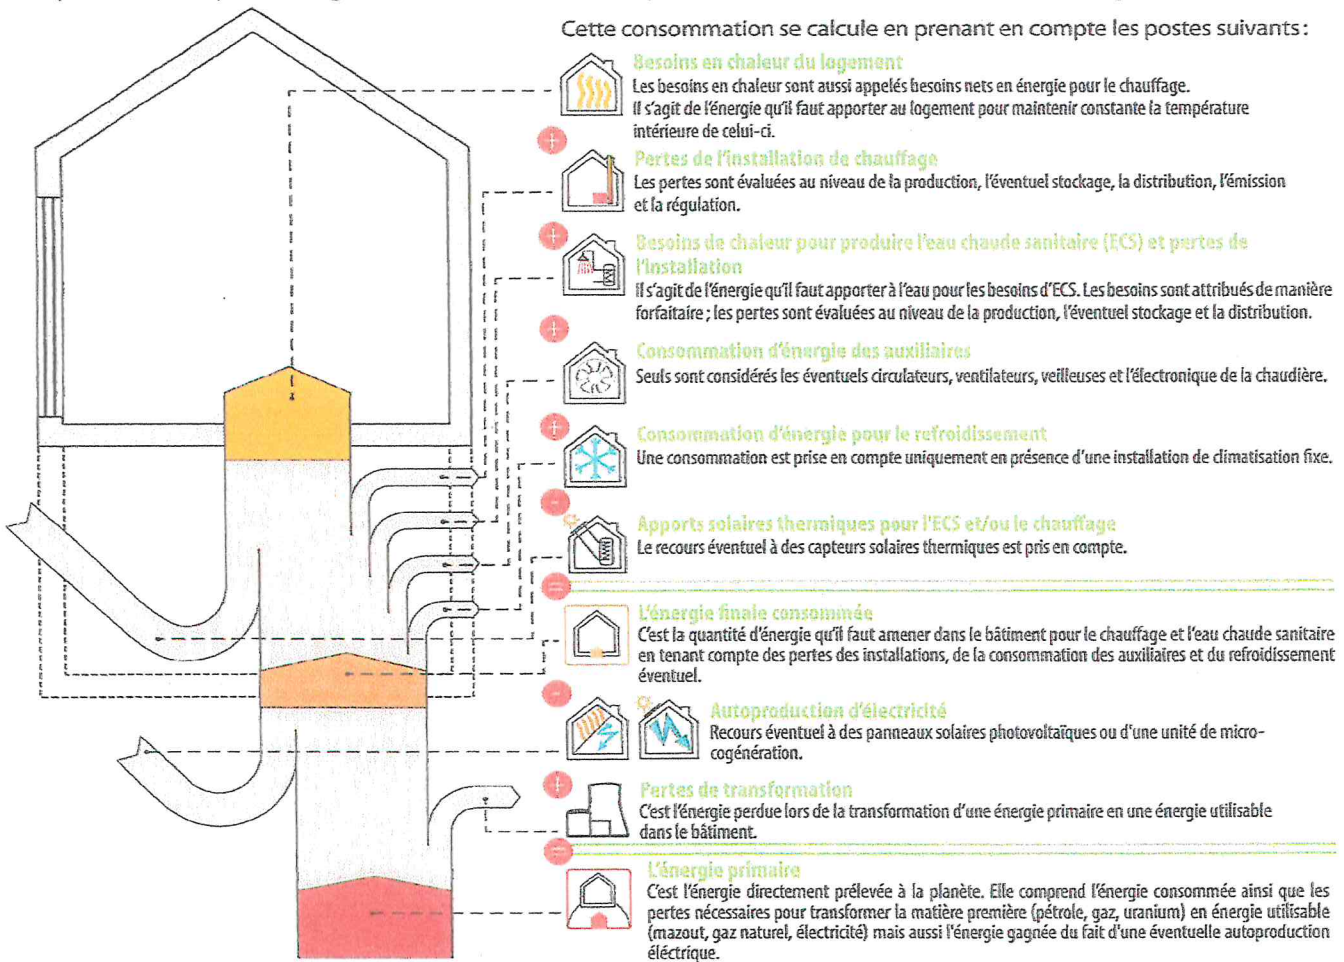 Cette consommation se calcule en prenant en compte les postes suivants :
Besoins en chaleur du logement
Les besoins en chaleur sont aussi appelés besoins nets en énergie pour le chauffage.
Il s'agit de l'énergie qu'il faut apporter au logement pour maintenir constante la température
intérieure de celui-ci.
+
Pertes de l'installation de chauffage
Les pertes sont évaluées au niveau de la production, l'éventuel stockage, la distribution, l'émission
et la régulation.
+
Besoins de chaleur pour produire l'eau chaude sanitaire (ECS) et pertes de
l'installation
Il s'agit de l'énergie qu'il faut apporter à l'eau pour les besoins d'ECS. Les besoins sont attribués de manière
forfaitaire ; les pertes sont évaluées au niveau de la production, l'éventuel stockage et la distribution.
+
Consommation d'énergie des auxiliaires
Seuls sont considérés les éventuels circulateurs, ventilateurs, veilleuses et l'électronique de la chaudière.
+
Consommation d'énergie pour le refroidissement
Une consommation est prise en compte uniquement en présence d'une installation de climatisation fixe.
-
Apports solaires thermiques pour l'ECS et/ou le chauffage
Le recours éventuel à des capteurs solaires thermiques est pris en compte.
=
L'énergie finale consommée
C'est la quantité d'énergie qu'il faut amener dans le bâtiment pour le chauffage et l'eau chaude sanitaire
en tenant compte des pertes des installations, de la consommation des auxiliaires et du refroidissement
éventuel.
-
Autoproduction d'électricité
Recours éventuel à des panneaux solaires photovoltaïques ou d'une unité de micro-
cogénération.
+
Pertes de transformation
C'est l'énergie perdue lors de la transformation d'une énergie primaire en une énergie utilisable
dans le bâtiment.
=
L'énergie primaire
C'est l'énergie directement prélevée à la planète. Elle comprend l'énergie consommée ainsi que les
pertes nécessaires pour transformer la matière première (pétrole, gaz, uranium) en énergie utilisable
(mazout, gaz naturel, électricité) mais aussi l'énergie gagnée du fait d'une éventuelle autoproduction
éléctrique.